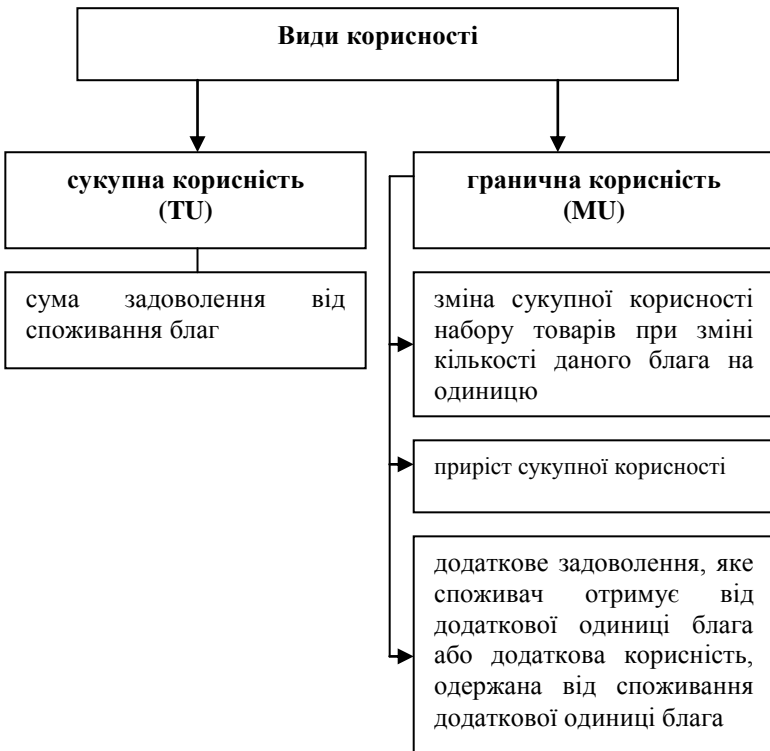 Види корисності
сукупна корисність
(TU)
сума задоволення від
споживання благ
гранична корисність
(MU)
зміна сукупної корисності
набору товарів при зміні
кількості даного блага на
одиницю
приріст сукупної корисності
додаткове задоволення, яке
споживач отримує від
додаткової одиниці блага
або додаткова корисність,
одержана від споживання
додаткової одиниці блага